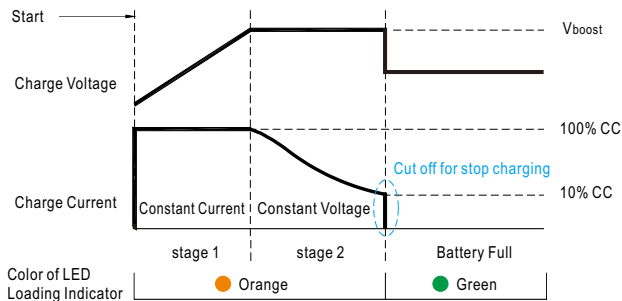 Start
Vboost
Charge Voltage
100% CC
Cut off for stop charging
10% CC
Charge Current
Constant Current
Constant Voltage
stage 1
stage 2
Battery Full
Color of LED
Loading Indicator
Orange
Green